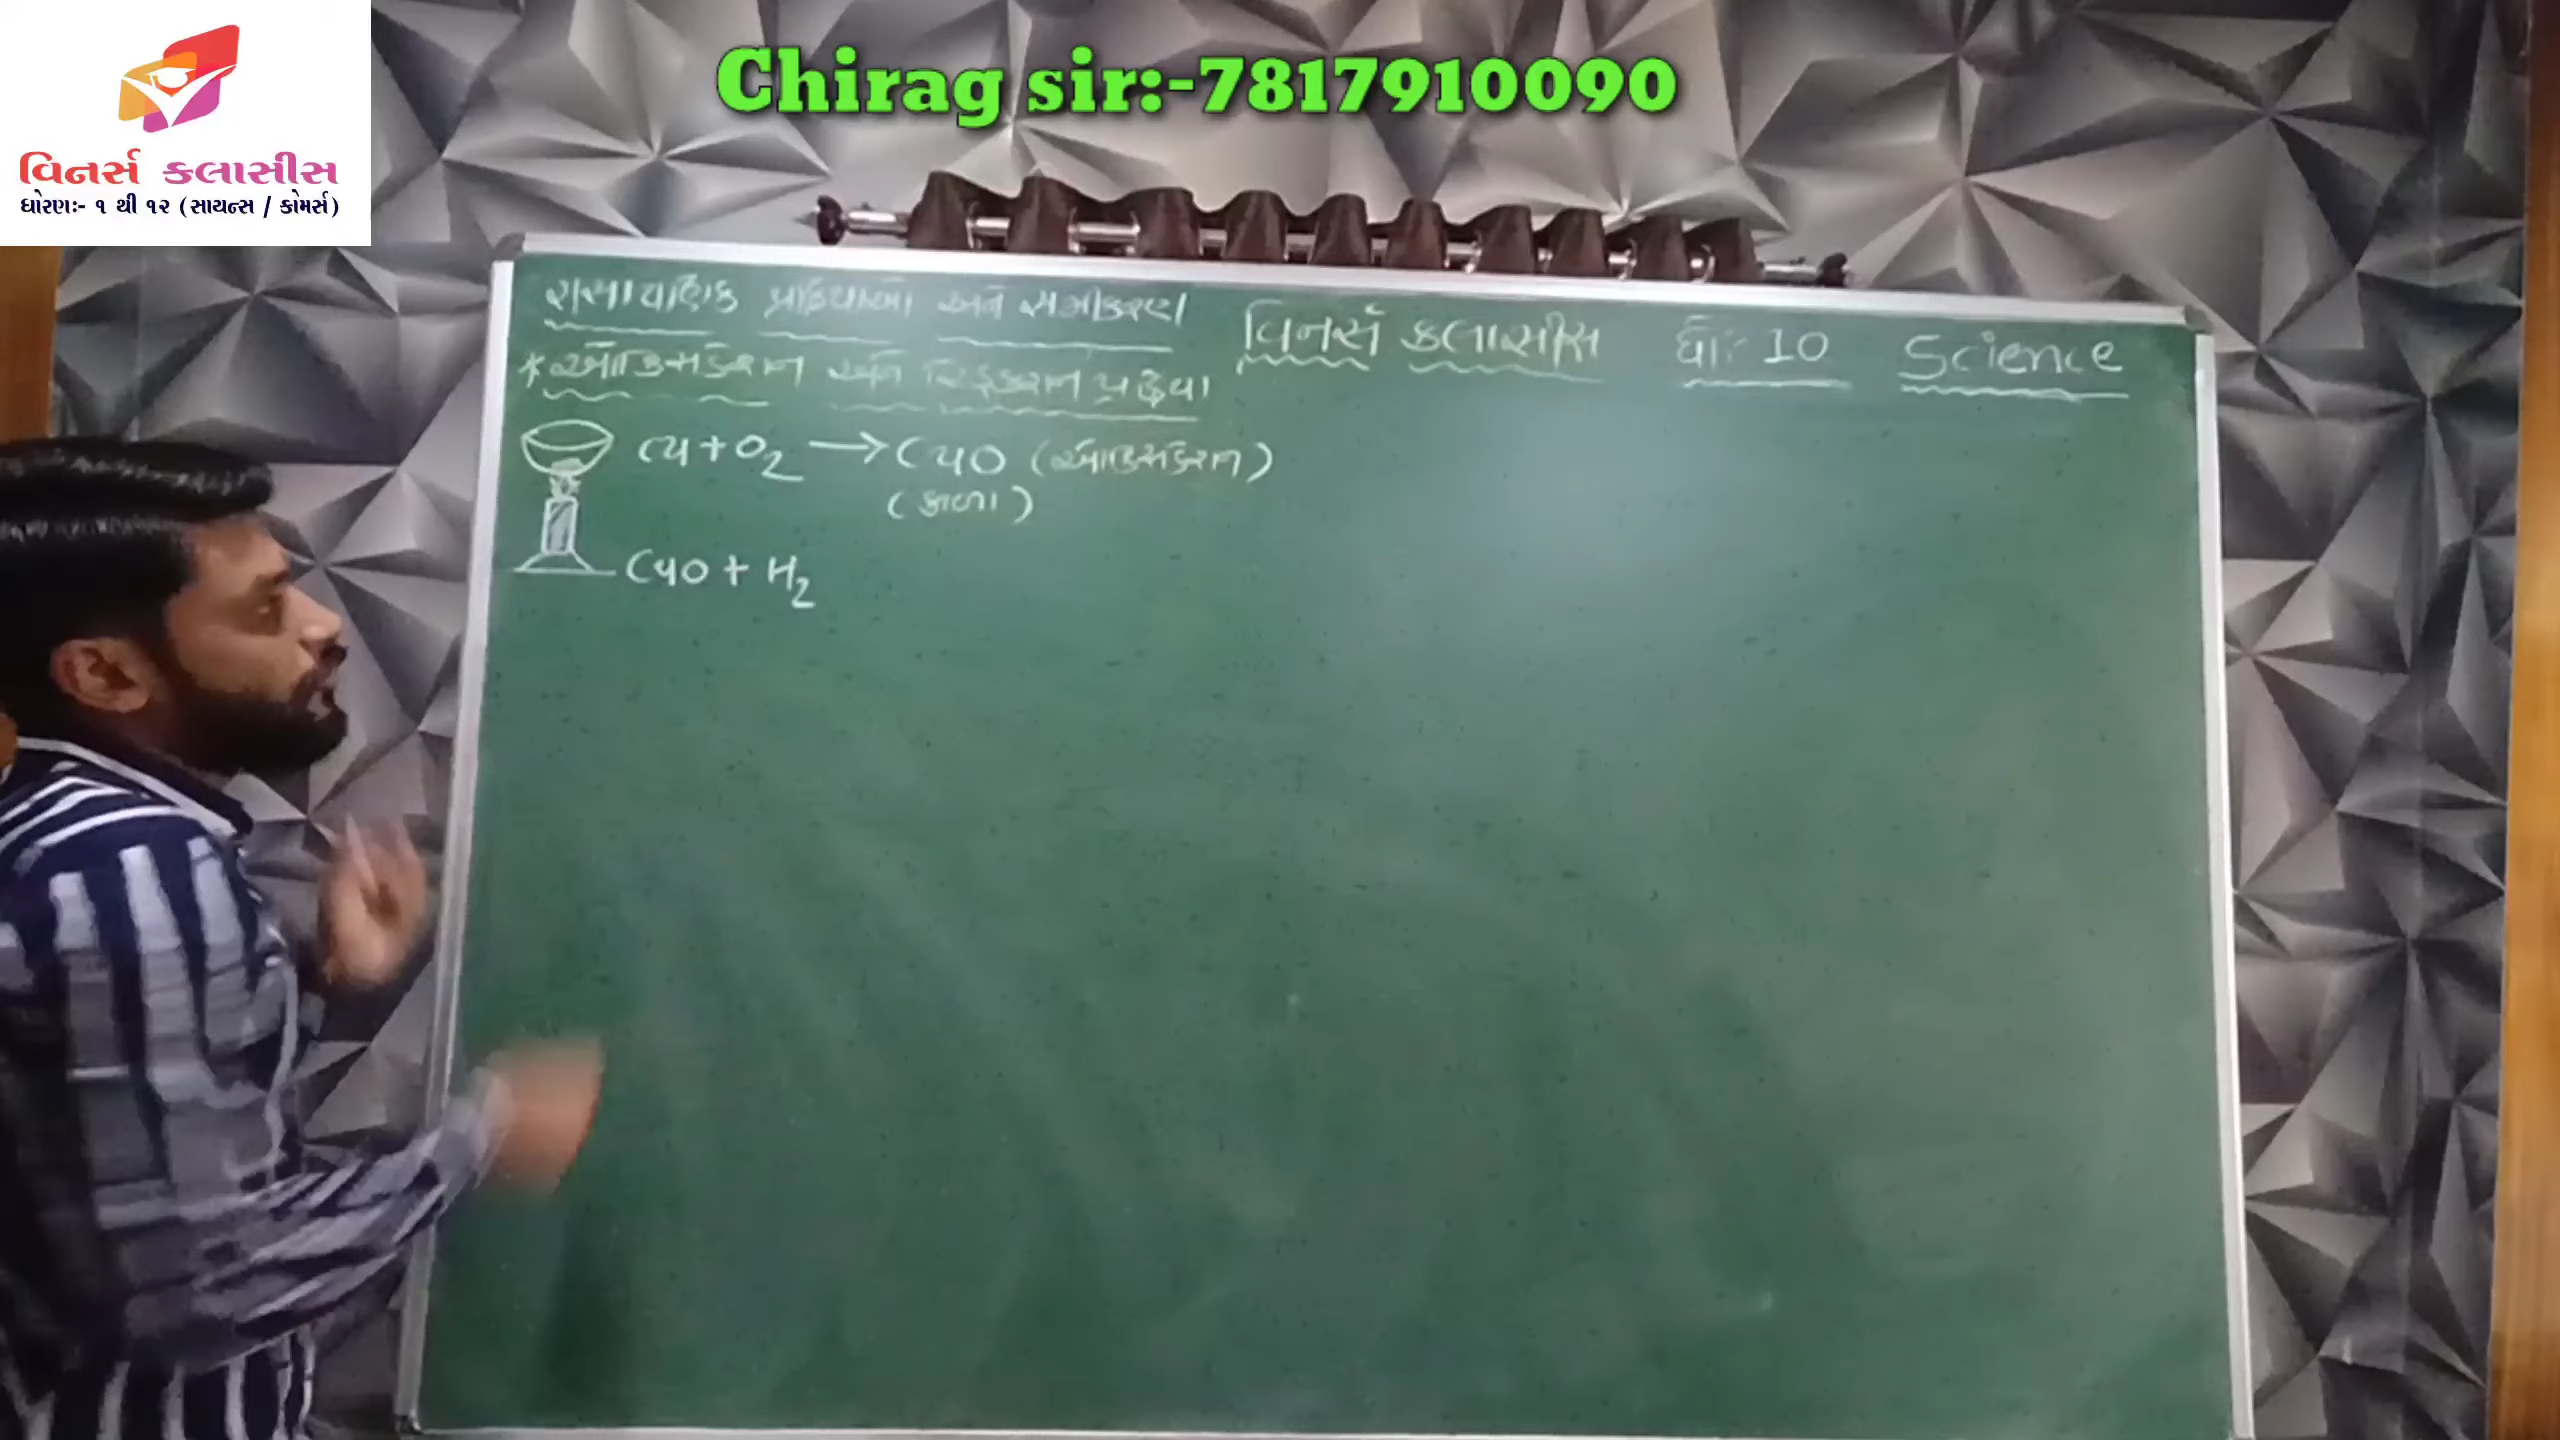 Chirag sir:-7817910090
વિનર્સ કલાસીસ
ધોરણઃ- ૧ થી ૧૨ ( સાયન્સ / કોમર્સ )
રાસાયણિક પ્રક્રિયાઓ અને સમીકરણ
વિનર્સ કલાસીસ ધોઃ 10 Science
*ઓક્સિડેશન અને રિડક્શન પ્રક્રિયા
Cu + O2 → CuO (ઓક્સિડેશન)
(કાળો)
CuO + H2